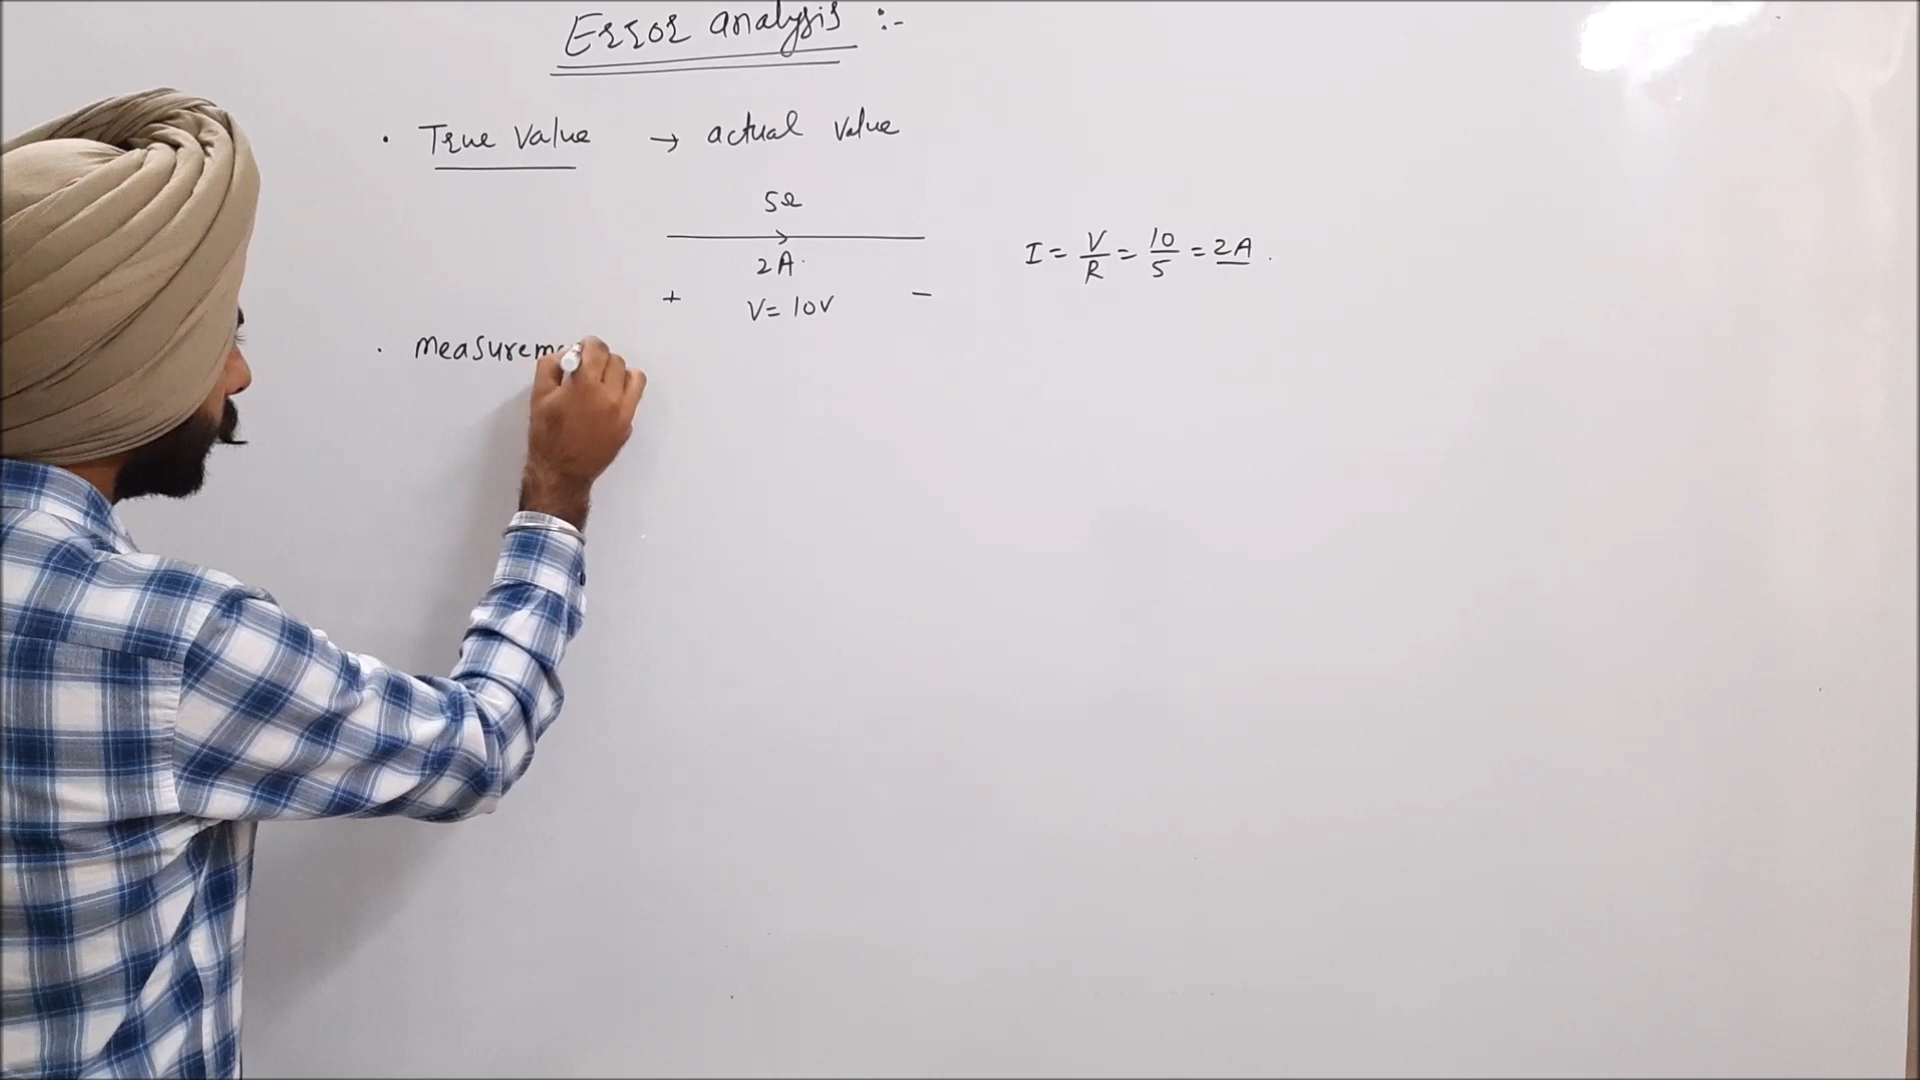 Error analysis :-
· True Value → actual value
5Ω
2A.
I = V/R = 10/5 = 2A.
+ V = 10V -
· measurem